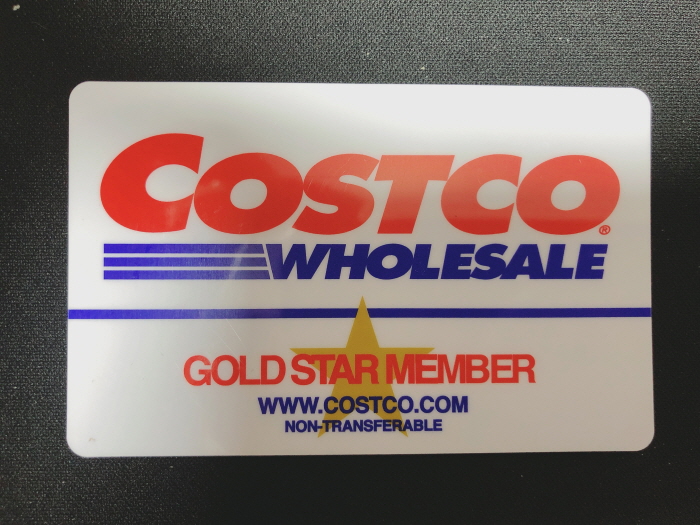 COSTCO®
WHOLESALE
GOLD STAR MEMBER
WWW.COSTCO.COM
NON-TRANSFERABLE